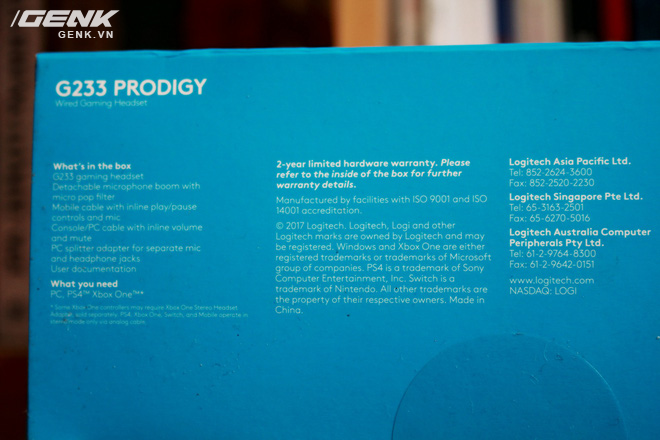 GENK
GENK.VN
G233 PRODIGY
Wired Gaming Headset
What's in the box
G233 gaming headset
Detachable microphone boom with
micro pop filter
Mobile cable with inline play/pause
controls and mic
Console/PC cable with inline volume
and mute
PC splitter adapter for separate mic
and headphone jacks
User documentation
What you need
PC, PS4™ Xbox One™*
* Some Xbox One controllers may require Xbox One Stereo Headset
Adapter, sold separately. PS4, Xbox One, Switch, and Mobile operate in
stereo mode only via analog cable.
2-year limited hardware warranty. Please
refer to the inside of the box for further
warranty details.
Manufactured by facilities with ISO 9001 and ISO
14001 accreditation.
© 2017 Logitech. Logitech, Logi and other
Logitech marks are owned by Logitech and may
be registered. Windows and Xbox One are either
registered trademarks or trademarks of Microsoft
group of companies. PS4 is a trademark of Sony
Computer Entertainment, Inc. Switch is a
trademark of Nintendo. All other trademarks are
the property of their respective owners. Made in
China.
Logitech Asia Pacific Ltd.
Tel: 852-2624-3600
Fax: 852-2520-2230
Logitech Singapore Pte Ltd.
Tel: 65-3163-2501
Fax: 65-6270-5016
Logitech Australia Computer
Peripherals Pty Ltd.
Tel: 61-2-9764-8300
Fax: 61-2-9642-0151
www.logitech.com
NASDAQ: LOGI